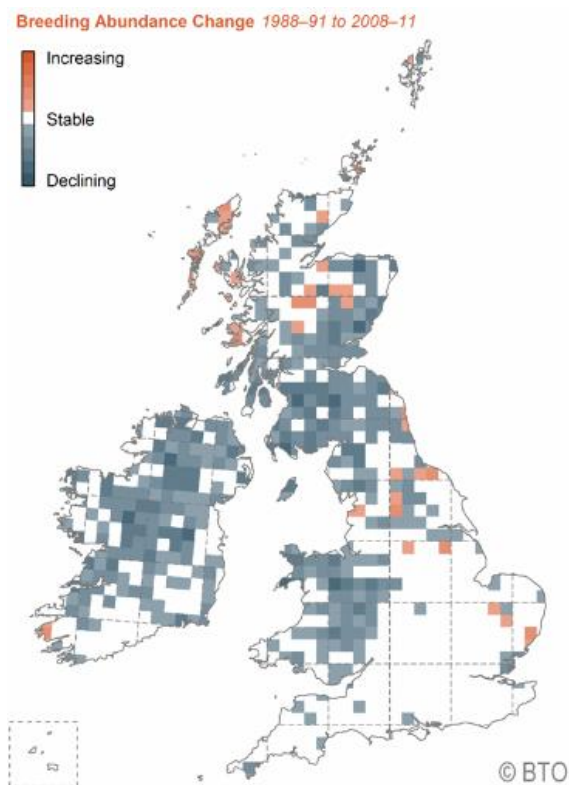 Breeding Abundance Change 1988–91 to 2008–11
Increasing
Stable
Declining
© BTO